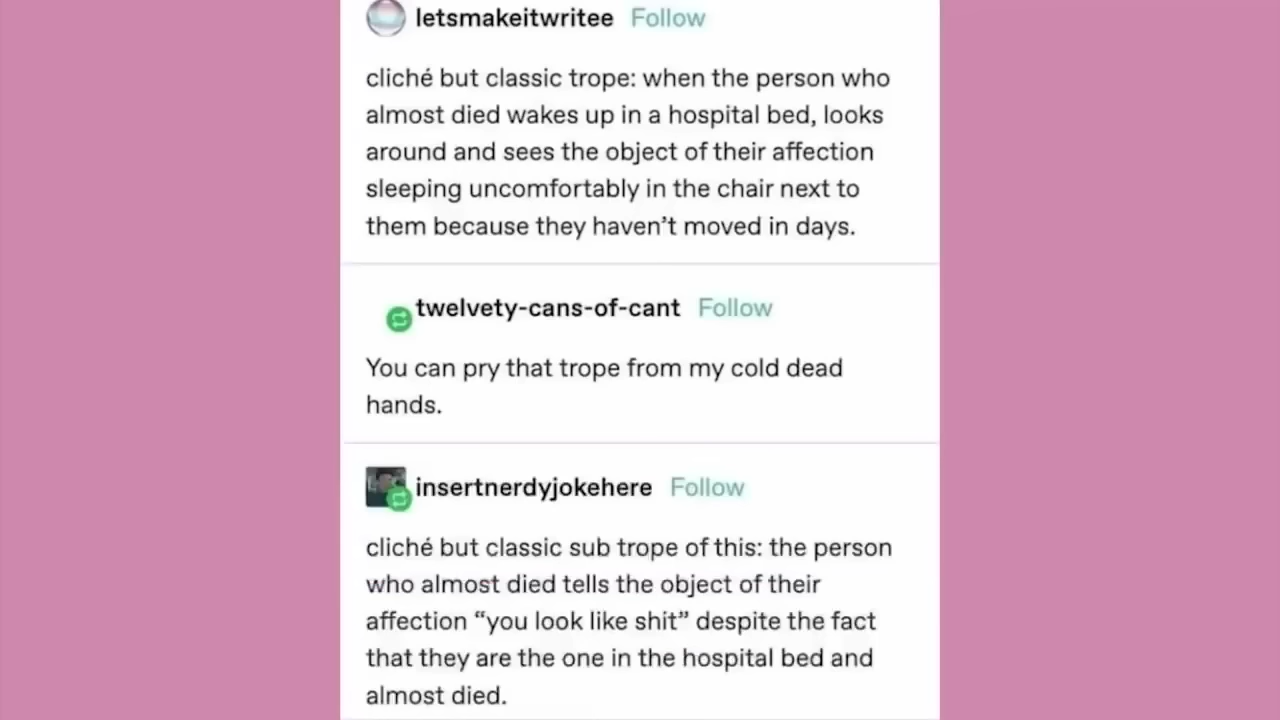 letsmakeitwritee Follow
cliché but classic trope: when the person who
almost died wakes up in a hospital bed, looks
around and sees the object of their affection
sleeping uncomfortably in the chair next to
them because they haven’t moved in days.
twelvety-cans-of-cant Follow
You can pry that trope from my cold dead
hands.
insertnerdyjokehere Follow
cliché but classic sub trope of this: the person
who almost died tells the object of their
affection “you look like shit” despite the fact
that they are the one in the hospital bed and
almost died.